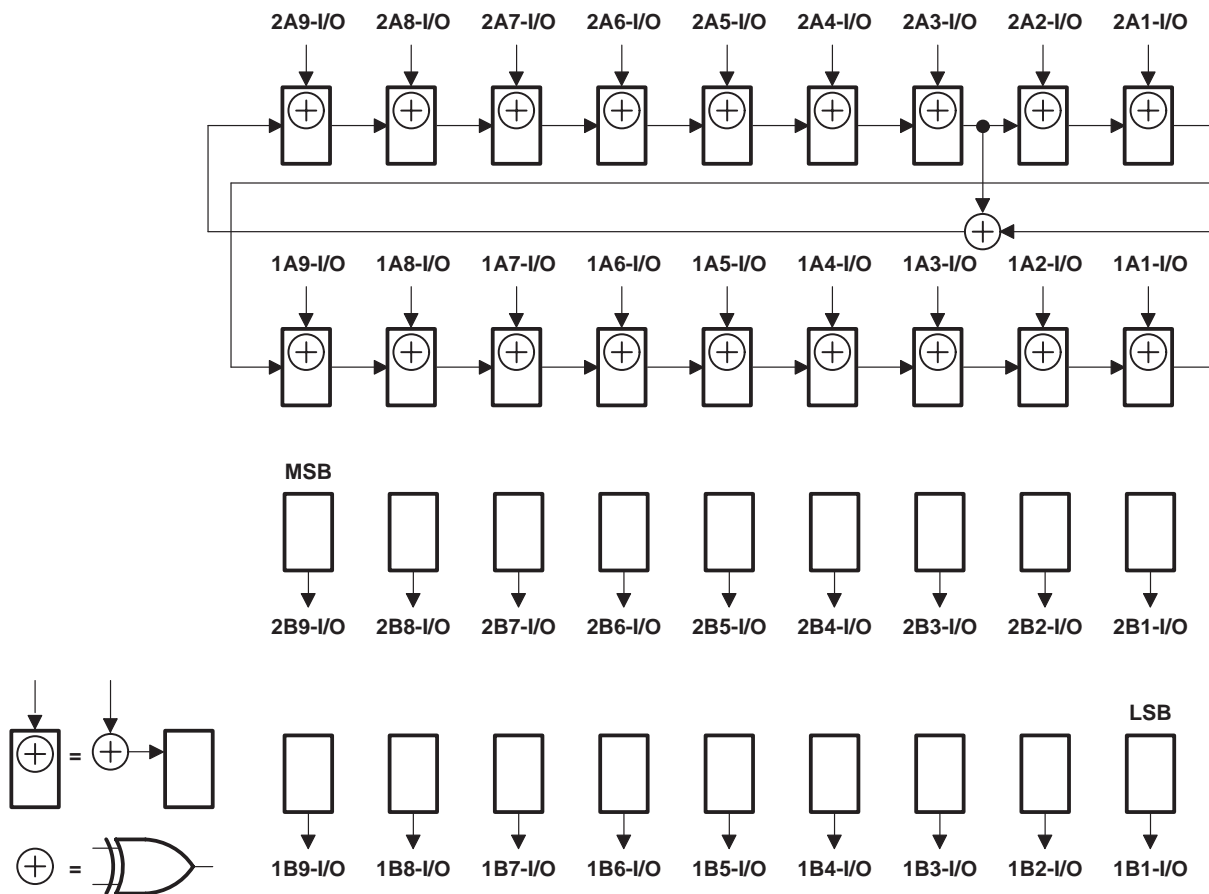 2A9-I/O 2A8-I/O 2A7-I/O 2A6-I/O 2A5-I/O 2A4-I/O 2A3-I/O 2A2-I/O 2A1-I/O
1A9-I/O 1A8-I/O 1A7-I/O 1A6-I/O 1A5-I/O 1A4-I/O 1A3-I/O 1A2-I/O 1A1-I/O
MSB
2B9-I/O 2B8-I/O 2B7-I/O 2B6-I/O 2B5-I/O 2B4-I/O 2B3-I/O 2B2-I/O 2B1-I/O
LSB
=
=
1B9-I/O 1B8-I/O 1B7-I/O 1B6-I/O 1B5-I/O 1B4-I/O 1B3-I/O 1B2-I/O 1B1-I/O